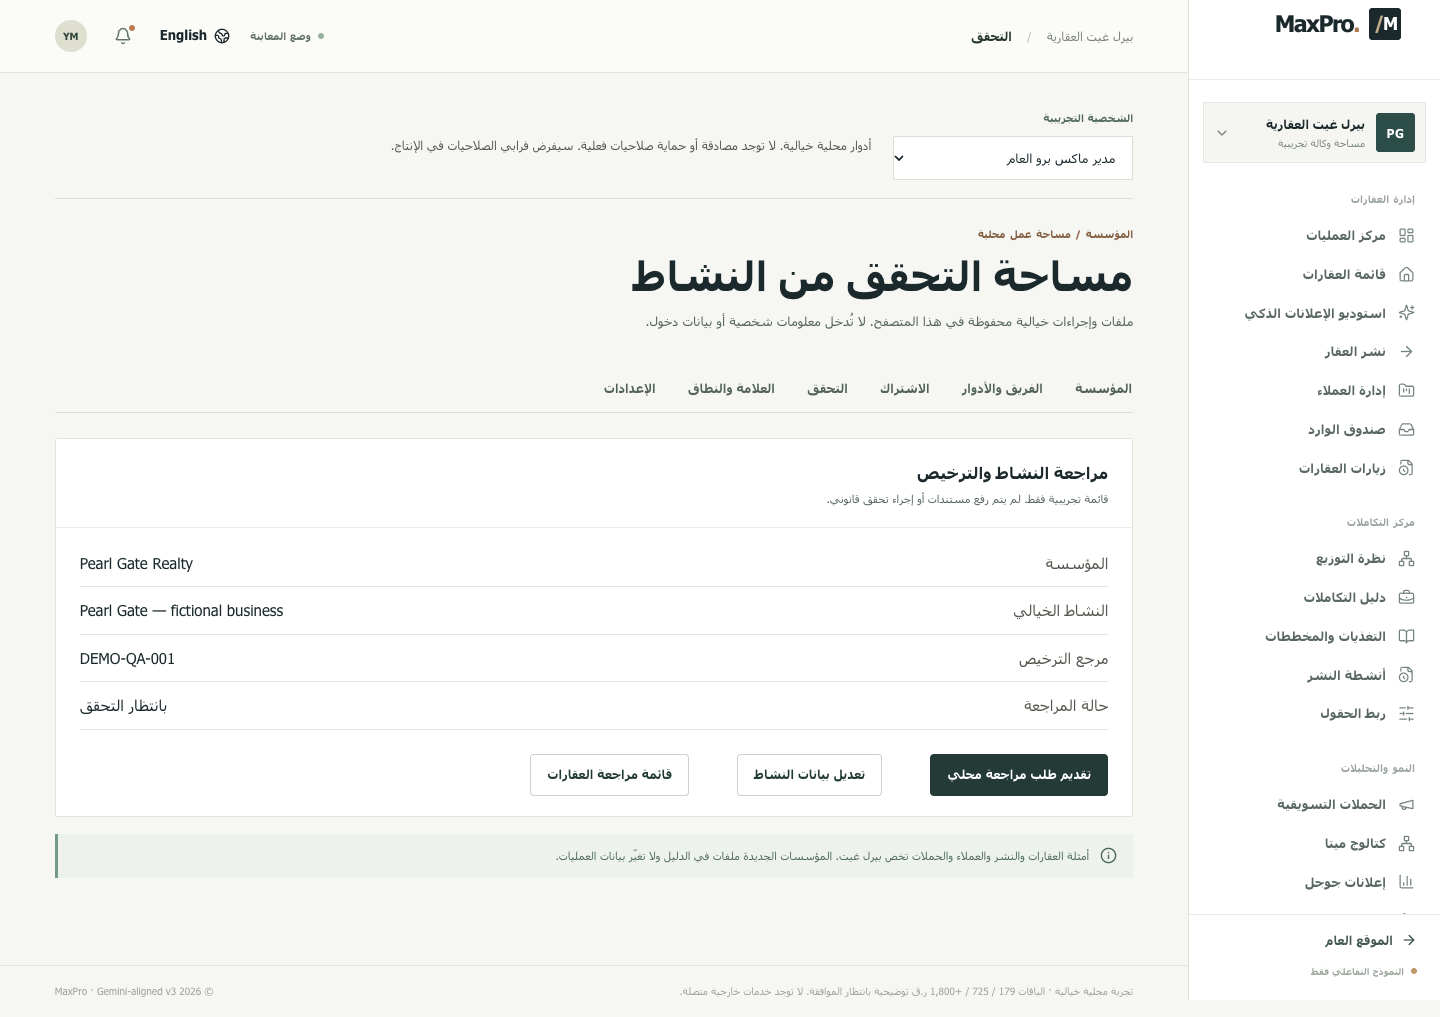 MaxPro.
/M
بيرل غيت العقارية / التحقق
وضع المعاينة
English
YM
PG
بيرل غيت العقارية
مساحة وكالة تجريبية
إدارة العقارات
مركز العمليات
قائمة العقارات
استوديو الإعلانات الذكي
نشر العقار
إدارة العملاء
صندوق الوارد
زيارات العقارات
مركز التكاملات
نظرة التوزيع
دليل التكاملات
التغذيات والمخططات
أنشطة النشر
ربط الحقول
النمو والتحليلات
الحملات التسويقية
كتالوج ميتا
إعلانات جوجل
الموقع العام
النموذج التفاعلي فقط
الشخصية التجريبية
مدير ماكس برو العام
أدوار محلية خيالية. لا توجد مصادقة أو حماية صلاحيات فعلية. سيفرض فرابي الصلاحيات في الإنتاج.
المؤسسة / مساحة عمل محلية
مساحة التحقق من النشاط
ملفات وإجراءات خيالية محفوظة في هذا المتصفح. لا تُدخل معلومات شخصية أو بيانات دخول.
المؤسسة
الفريق والأدوار
الاشتراك
التحقق
العلامة والنطاق
الإعدادات
مراجعة النشاط والترخيص
قائمة تجريبية فقط. لم يتم رفع مستندات أو إجراء تحقق قانوني.
المؤسسة
Pearl Gate Realty
النشاط الخيالي
Pearl Gate — fictional business
مرجع الترخيص
DEMO-QA-001
حالة المراجعة
بانتظار التحقق
تقديم طلب مراجعة محلي
تعديل بيانات النشاط
قائمة مراجعة العقارات
أمثلة العقارات والنشر والعملاء والحملات تخص بيرل غيت. المؤسسات الجديدة ملفات في الدليل ولا تغيّر بيانات العمليات.
تجربة محلية خيالية · الباقات 179 / 725 / +1,800 ر.ق توضيحية بانتظار الموافقة. لا توجد خدمات خارجية متصلة.
MaxPro · Gemini-aligned v3 2026 ©